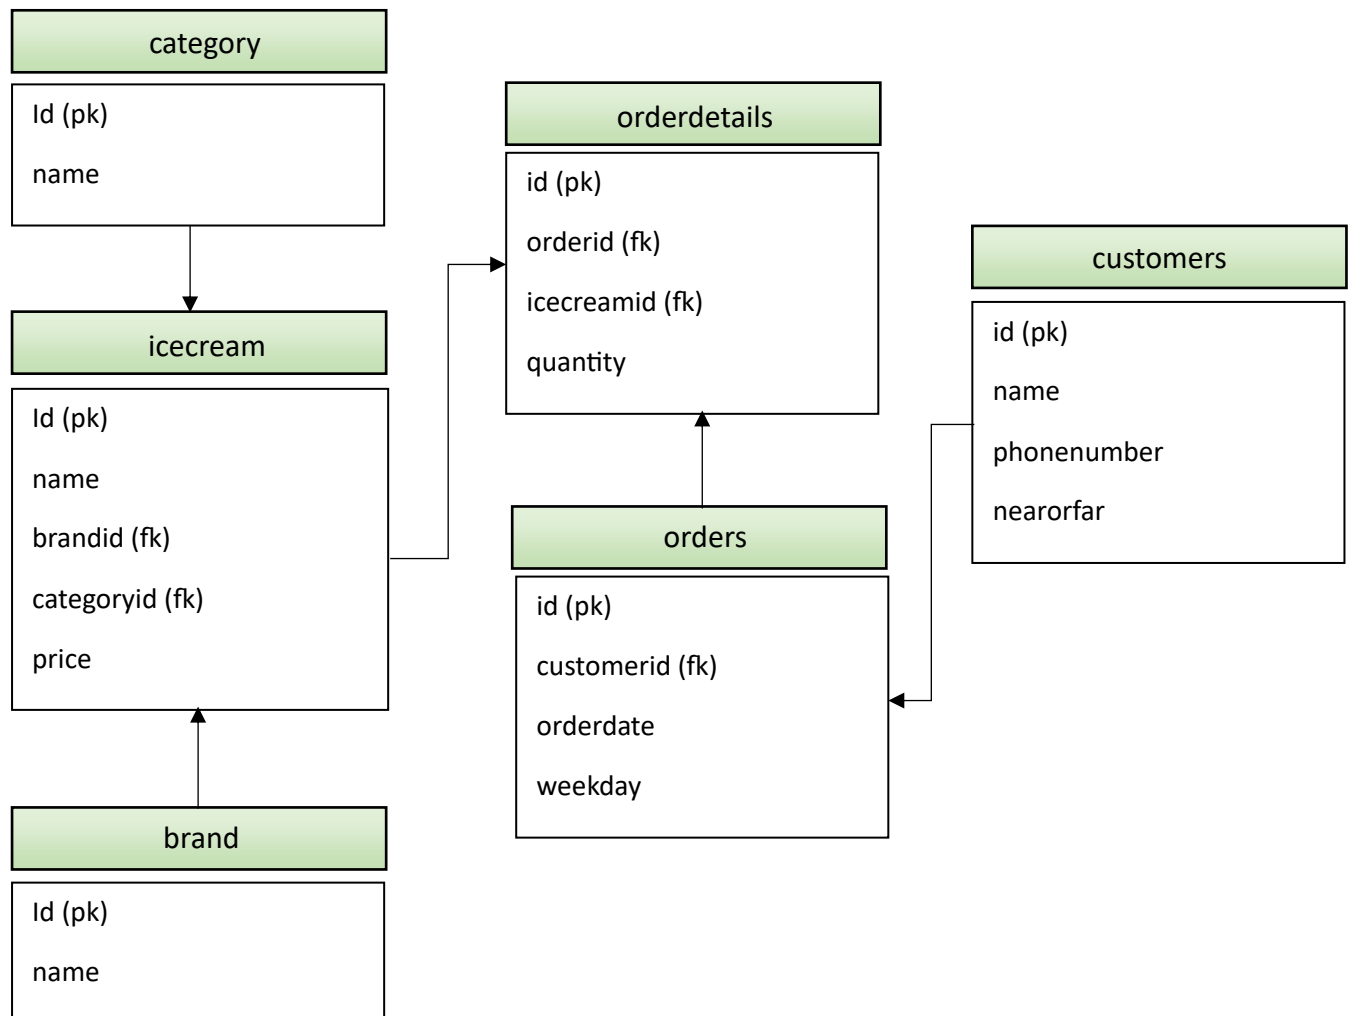 category
Id (pk)
name
icecream
Id (pk)
name
brandid (fk)
categoryid (fk)
price
brand
Id (pk)
name
orderdetails
id (pk)
orderid (fk)
icecreamid (fk)
quantity
orders
id (pk)
customerid (fk)
orderdate
weekday
customers
id (pk)
name
phonenumber
nearorfar